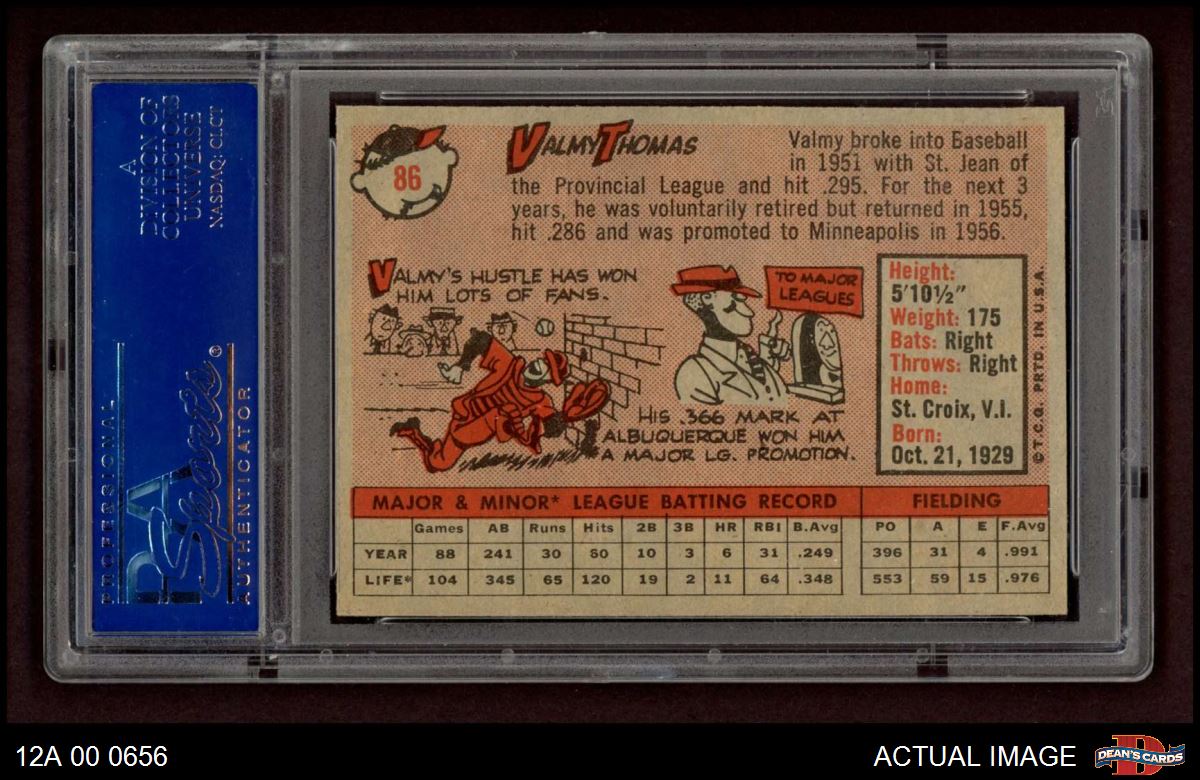 A
DIVISION OF
COLLECTORS
UNIVERSE
NASDAQ: CLCT
PROFESSIONAL
PSA
Sports®
AUTHENTICATOR
86
VALMY THOMAS
Valmy broke into Baseball
in 1951 with St. Jean of
the Provincial League and hit .295. For the next 3
years, he was voluntarily retired but returned in 1955,
hit .286 and was promoted to Minneapolis in 1956.
VALMY'S HUSTLE HAS WON
HIM LOTS OF FANS.
TO MAJOR
LEAGUES
HIS .366 MARK AT
ALBUQUERQUE WON HIM
A MAJOR LG. PROMOTION.
Height:
5'10½"
Weight: 175
Bats: Right
Throws: Right
Home:
St. Croix, V.I.
Born:
Oct. 21, 1929
© T.C.G. PRTD. IN U.S.A.
MAJOR & MINOR* LEAGUE BATTING RECORD FIELDING
Games AB Runs Hits 2B 3B HR RBI B.Avg PO A E F.Avg
YEAR 88 241 30 60 10 3 6 31 .249 396 31 4 .991
LIFE* 104 345 65 120 19 2 11 64 .348 553 59 15 .976
12A 00 0656
ACTUAL IMAGE
D
DEAN'S CARDS